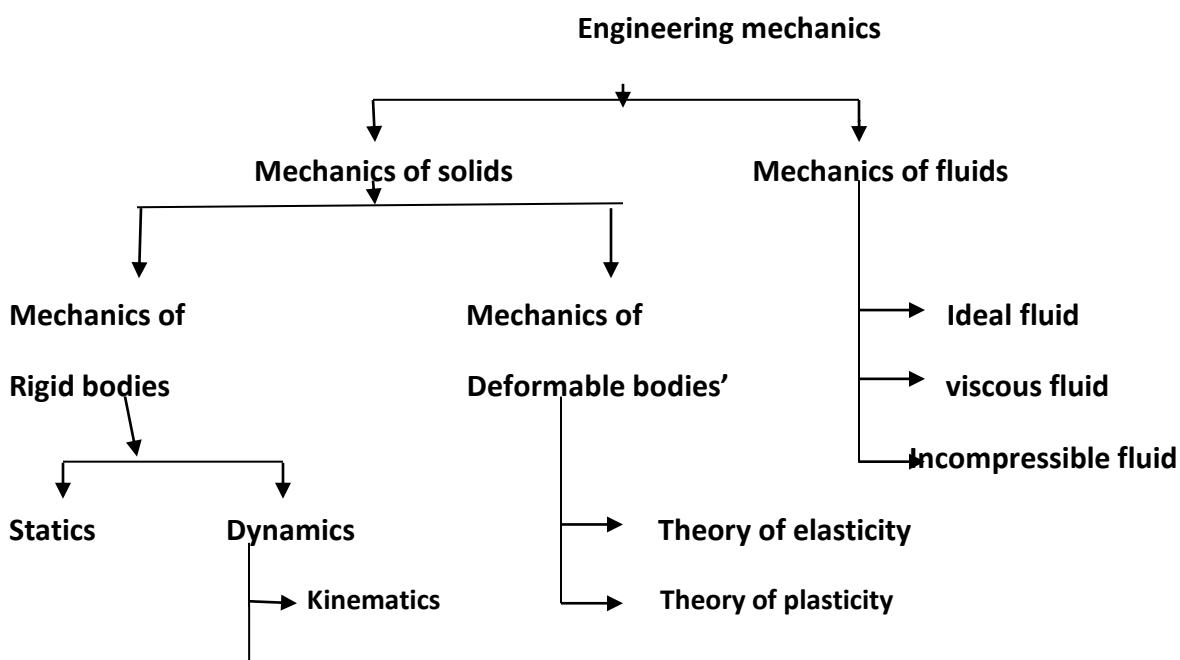 Engineering mechanics
Mechanics of solids
Mechanics of fluids
Mechanics of
Rigid bodies
Mechanics of
Deformable bodies’
Ideal fluid
viscous fluid
Incompressible fluid
Statics
Dynamics
Kinematics
Theory of elasticity
Theory of plasticity